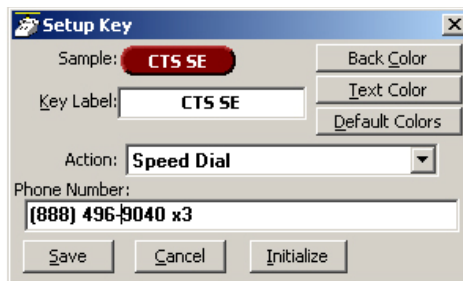 Setup Key
Sample: CTS SE Back Color
Key Label: CTS SE Text Color
Default Colors
Action: Speed Dial
Phone Number:
(888) 496-9040 x3
Save Cancel Initialize